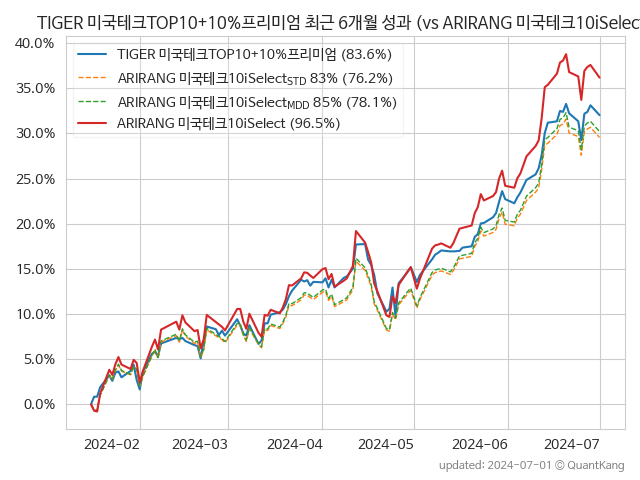 TIGER 미국테크TOP10+10%프리미엄 최근 6개월 성과 (vs ARIRANG 미국테크10iSelect
40.0%
35.0%
30.0%
25.0%
20.0%
15.0%
10.0%
5.0%
0.0%
TIGER 미국테크TOP10+10%프리미엄 (83.6%)
ARIRANG 미국테크10iSelectSTD 83% (76.2%)
ARIRANG 미국테크10iSelectMDD 85% (78.1%)
ARIRANG 미국테크10iSelect (96.5%)
2024-02 2024-03 2024-04 2024-05 2024-06 2024-07
updated: 2024-07-01 © QuantKang